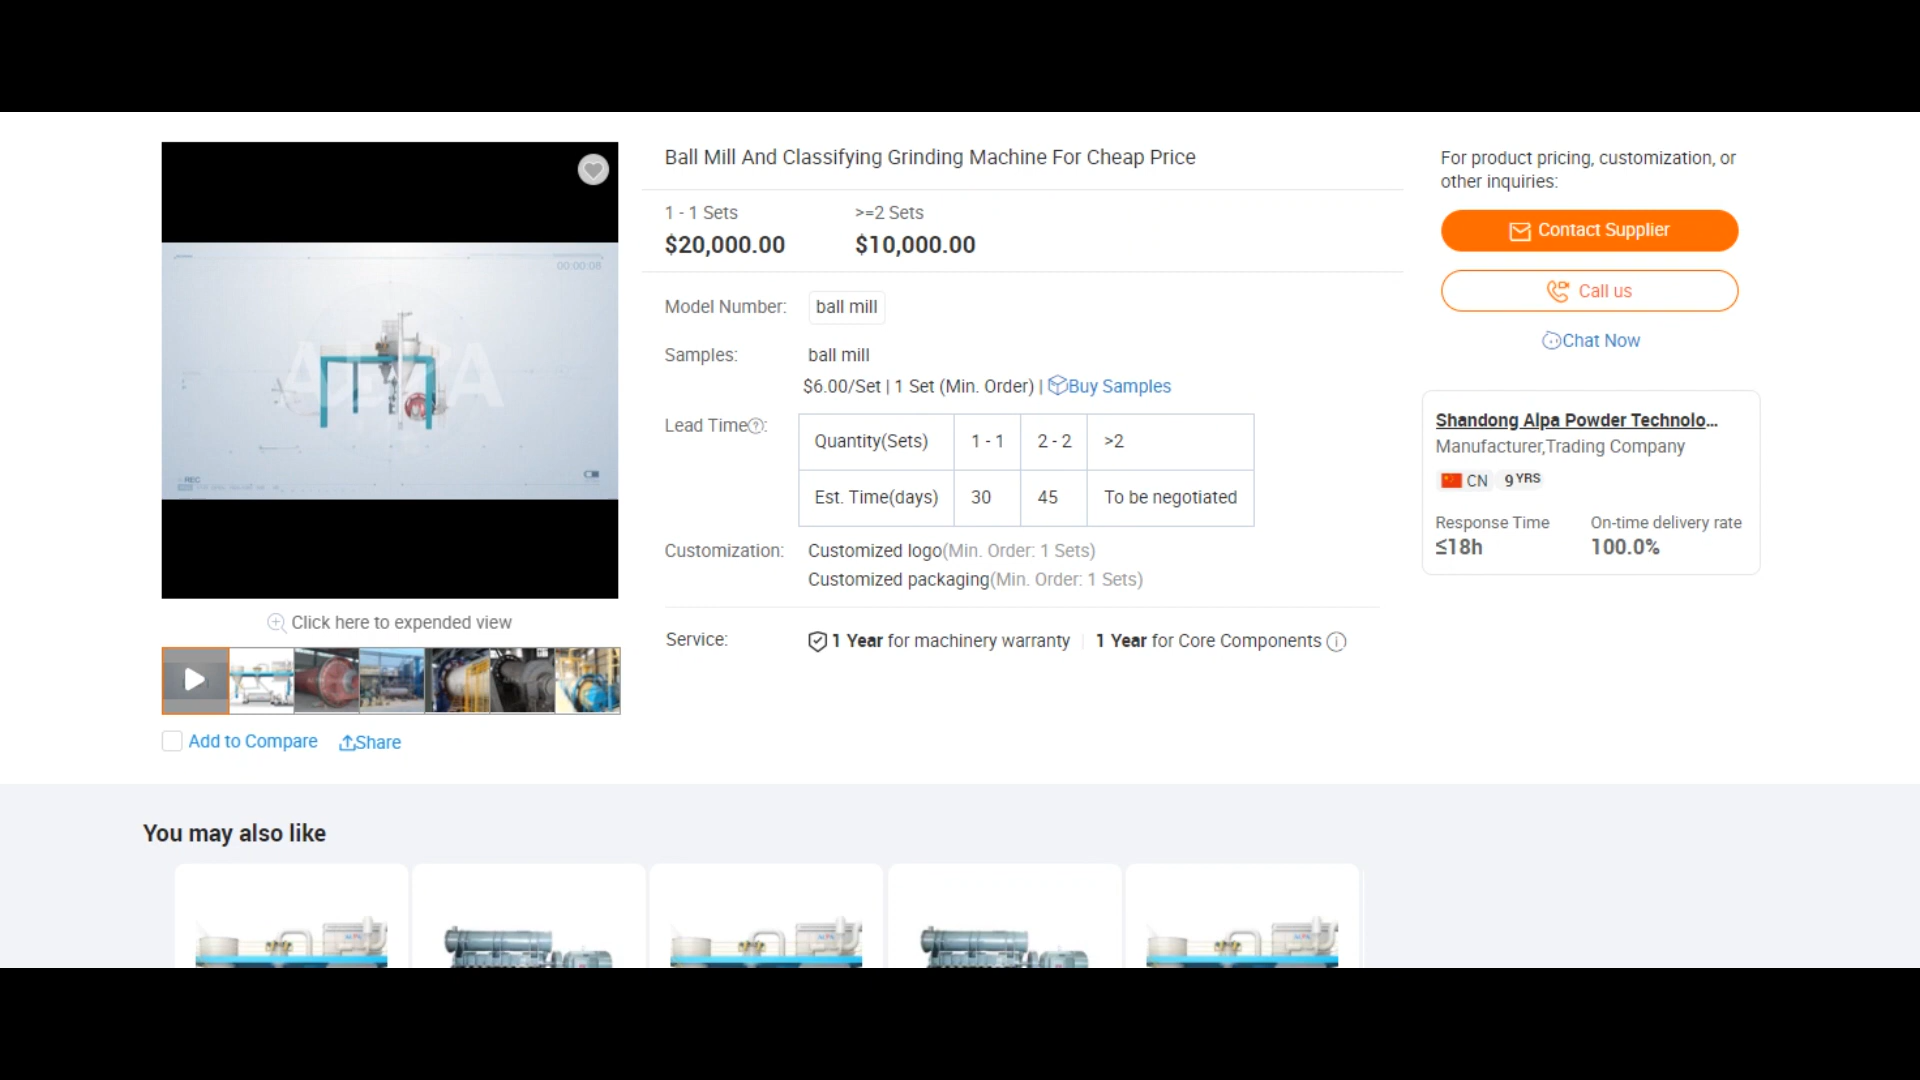 Ball Mill And Classifying Grinding Machine For Cheap Price
1 - 1 Sets
>=2 Sets
$20,000.00
$10,000.00
Model Number:
ball mill
Samples:
ball mill
$6.00/Set | 1 Set (Min. Order) | Buy Samples
Lead Time?:
Quantity(Sets) 1 - 1 2 - 2 >2
Est. Time(days) 30 45 To be negotiated
Customization:
Customized logo(Min. Order: 1 Sets)
Customized packaging(Min. Order: 1 Sets)
Service:
1 Year for machinery warranty
1 Year for Core Components
00:00:08
ALPA
REC
Click here to expended view
Add to Compare
Share
For product pricing, customization, or
other inquiries:
Contact Supplier
Call us
Chat Now
Shandong Alpa Powder Technolo...
Manufacturer,Trading Company
CN 9 YRS
Response Time
≤18h
On-time delivery rate
100.0%
You may also like